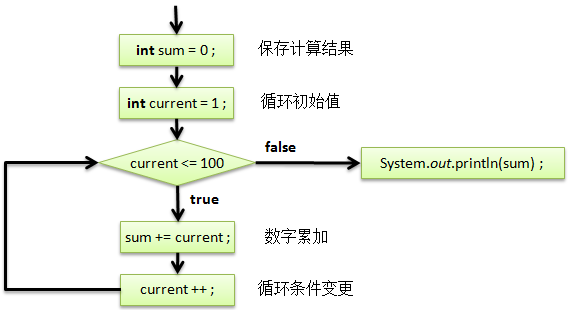 int sum = 0 ;
保存计算结果
int current = 1 ;
循环初始值
current <= 100
false
System.out.println(sum) ;
true
sum += current ;
数字累加
current ++ ;
循环条件变更